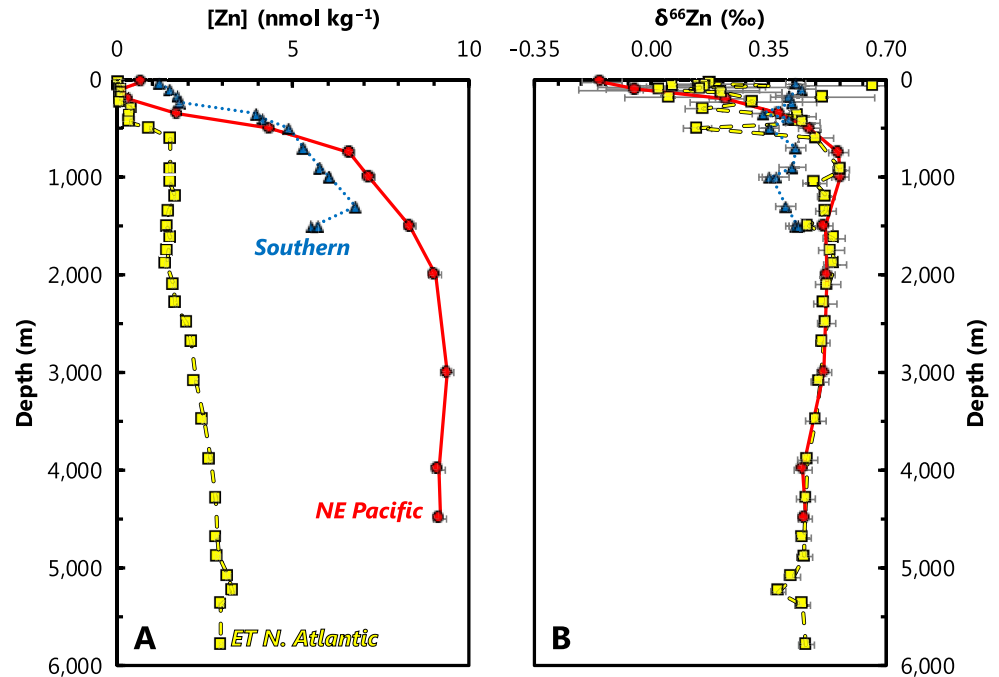 [Zn] (nmol kg⁻¹)
δ⁶⁶Zn (‰)
0 5 10
-0.35 0.00 0.35 0.70
0
1,000
2,000
3,000
4,000
5,000
6,000
Depth (m)
Southern
NE Pacific
ET N. Atlantic
A
B
0
1,000
2,000
3,000
4,000
5,000
6,000
Depth (m)